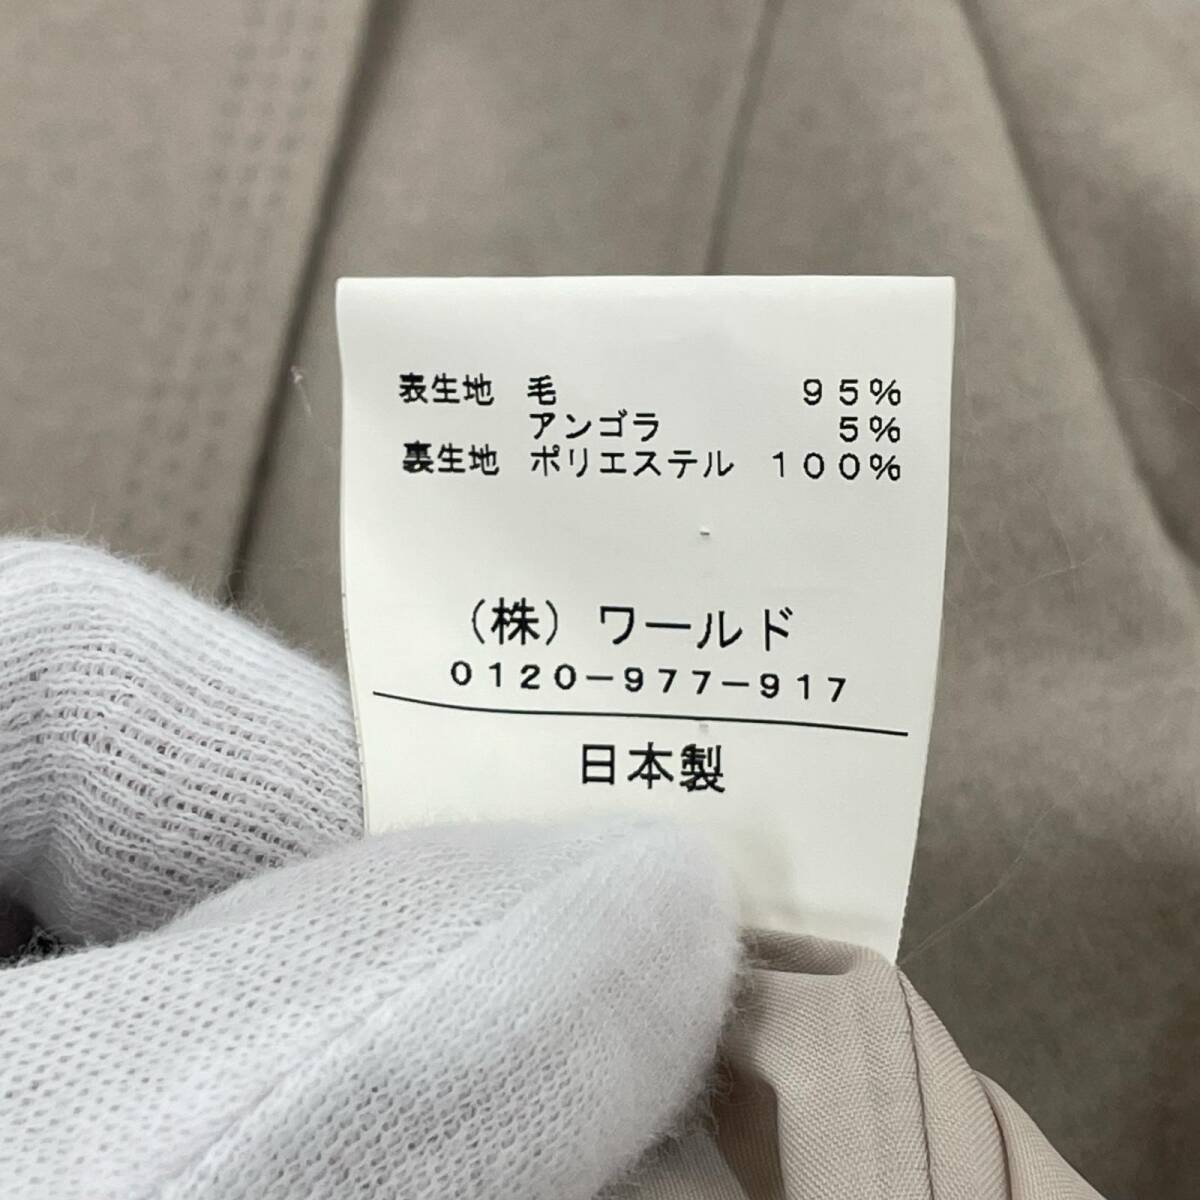 表生地 毛 95%
アンゴラ 5%
裏生地 ポリエステル 100%
(株)ワールド
0120-977-917
日本製